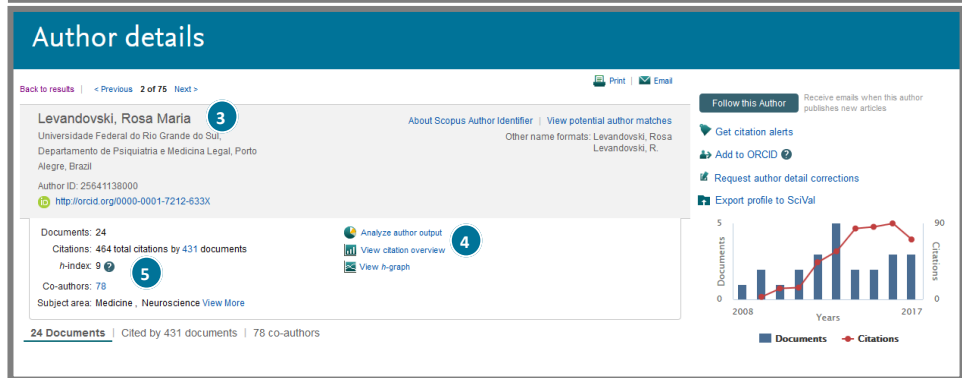 Author details
Back to results | < Previous 2 of 75 Next >
Print | Email
Levandovski, Rosa Maria
3
Universidade Federal do Rio Grande do Sul,
Departamento de Psiquiatria e Medicina Legal, Porto
Alegre, Brazil
Author ID: 25641138000
http://orcid.org/0000-0001-7212-633X
About Scopus Author Identifier | View potential author matches
Other name formats: Levandovski, Rosa
Levandovski, R.
Documents: 24
Citations: 464 total citations by 431 documents
h-index: 9 ?
5
Co-authors: 78
Subject area: Medicine , Neuroscience View More
Analyze author output
View citation overview
View h-graph
4
24 Documents | Cited by 431 documents | 78 co-authors
Follow this Author
Receive emails when this author
publishes new articles
Get citation alerts
Add to ORCID ?
Request author detail corrections
Export profile to SciVal
5
90
Documents
Citations
0
0
2008
2017
Years
Documents Citations